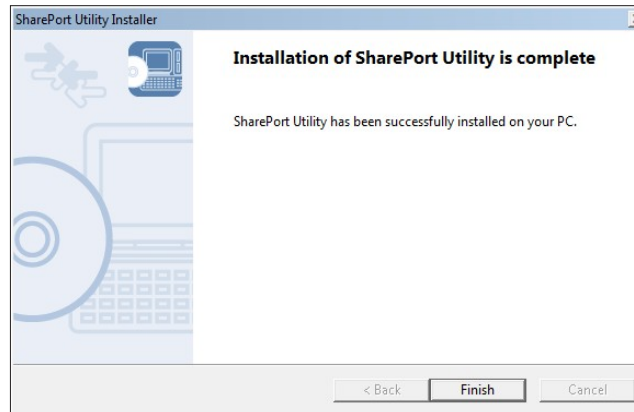 SharePort Utility Installer
Installation of SharePort Utility is complete
SharePort Utility has been successfully installed on your PC.
< Back
Finish
Cancel